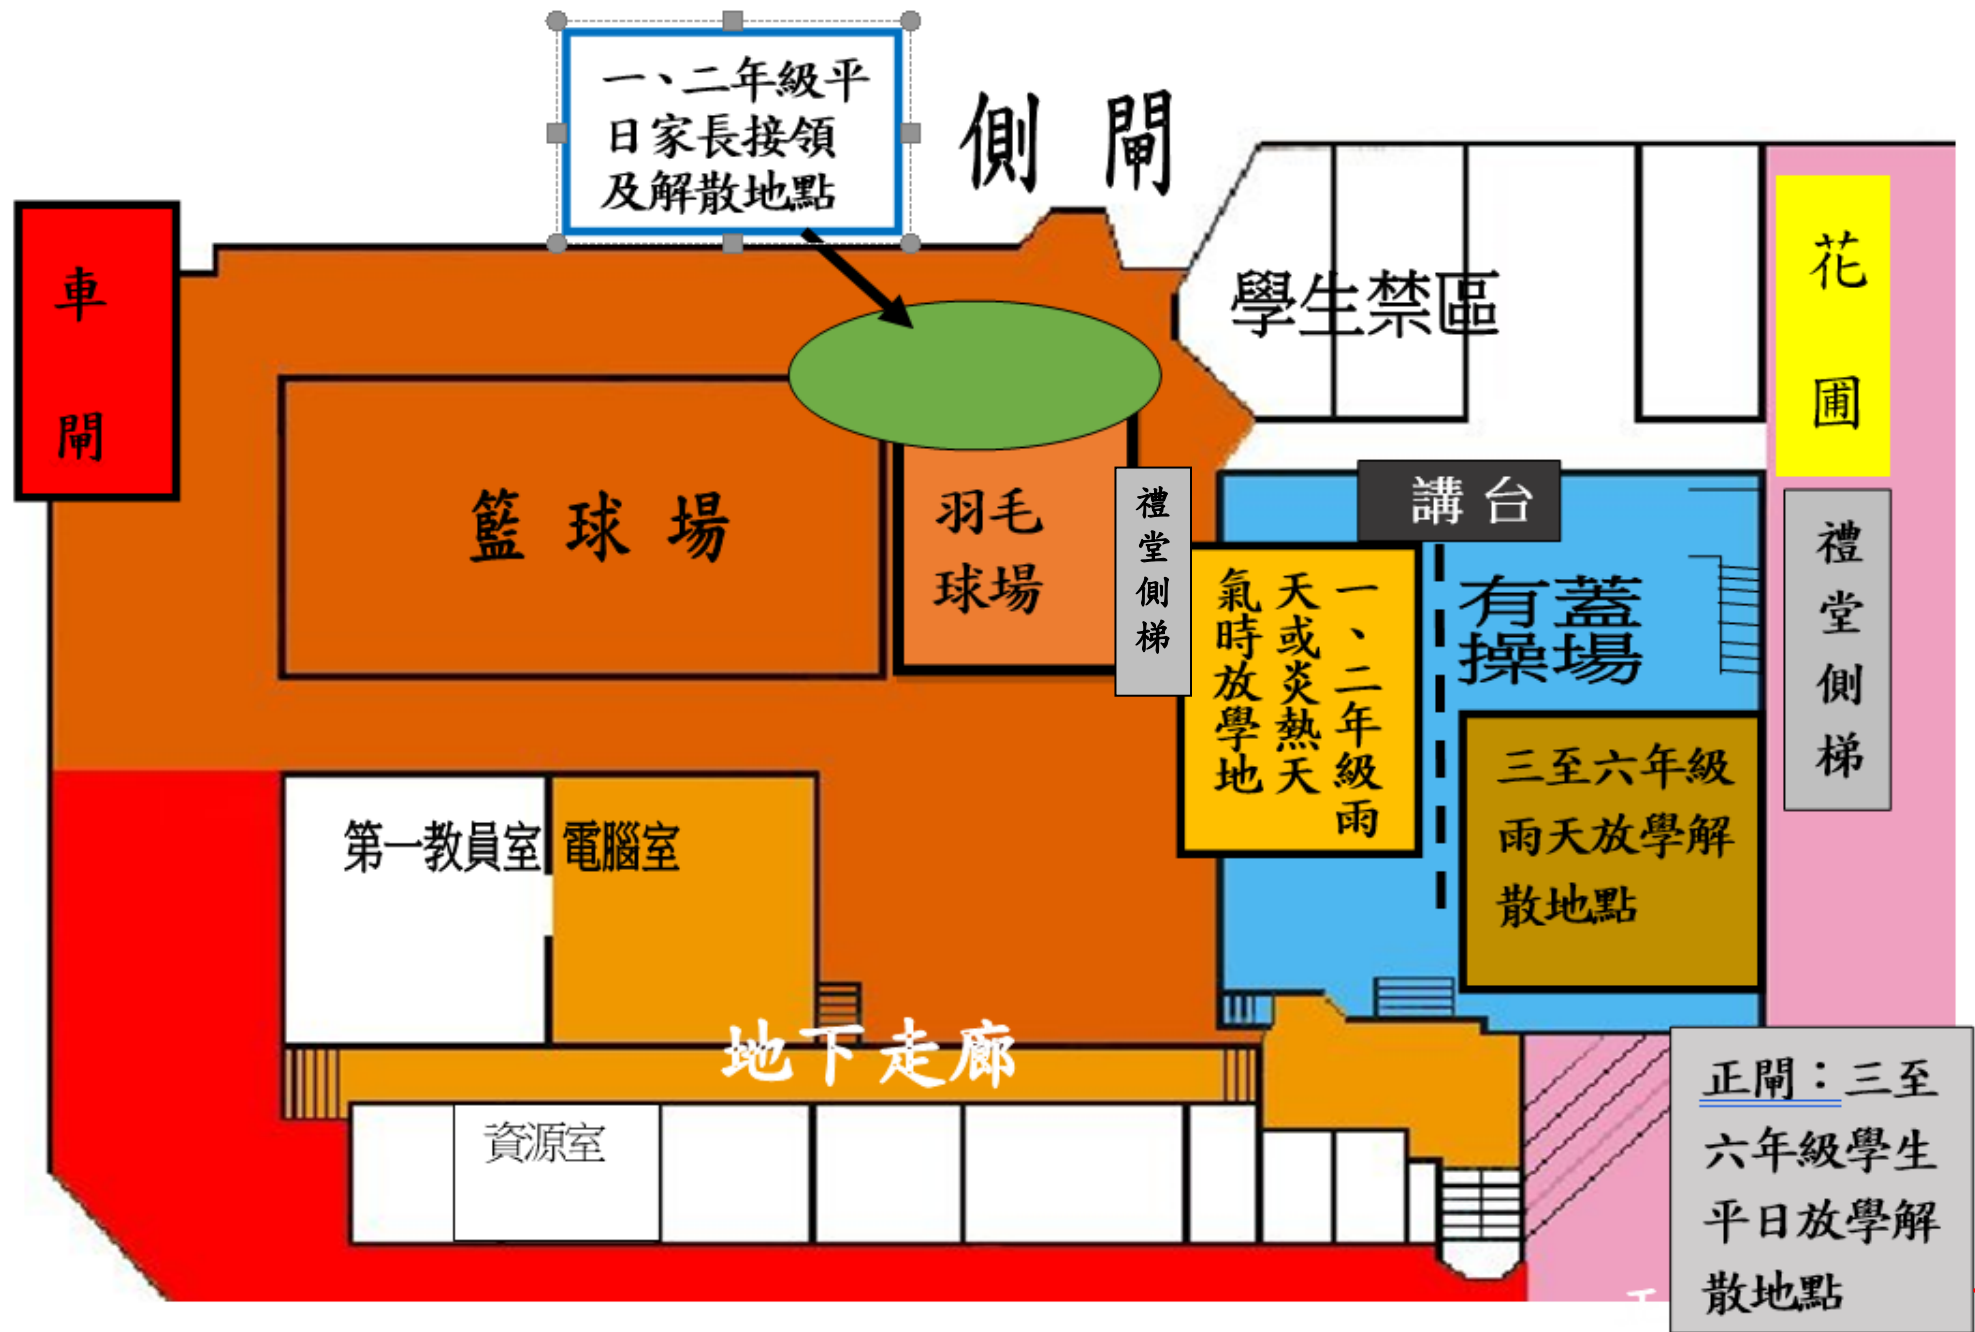 一、二年級平
日家長接領
及解散地點
側 閘
車
閘
學生禁區
花
圃
籃 球 場
羽毛
球場
禮
堂
側
梯
講 台
一、二年級雨
天或炎熱天
氣時放學地
有蓋
操場
禮
堂
側
梯
三至六年級
雨天放學解
散地點
第一教員室
電腦室
地下走廊
資源室
正閘：三至
六年級學生
平日放學解
散地點